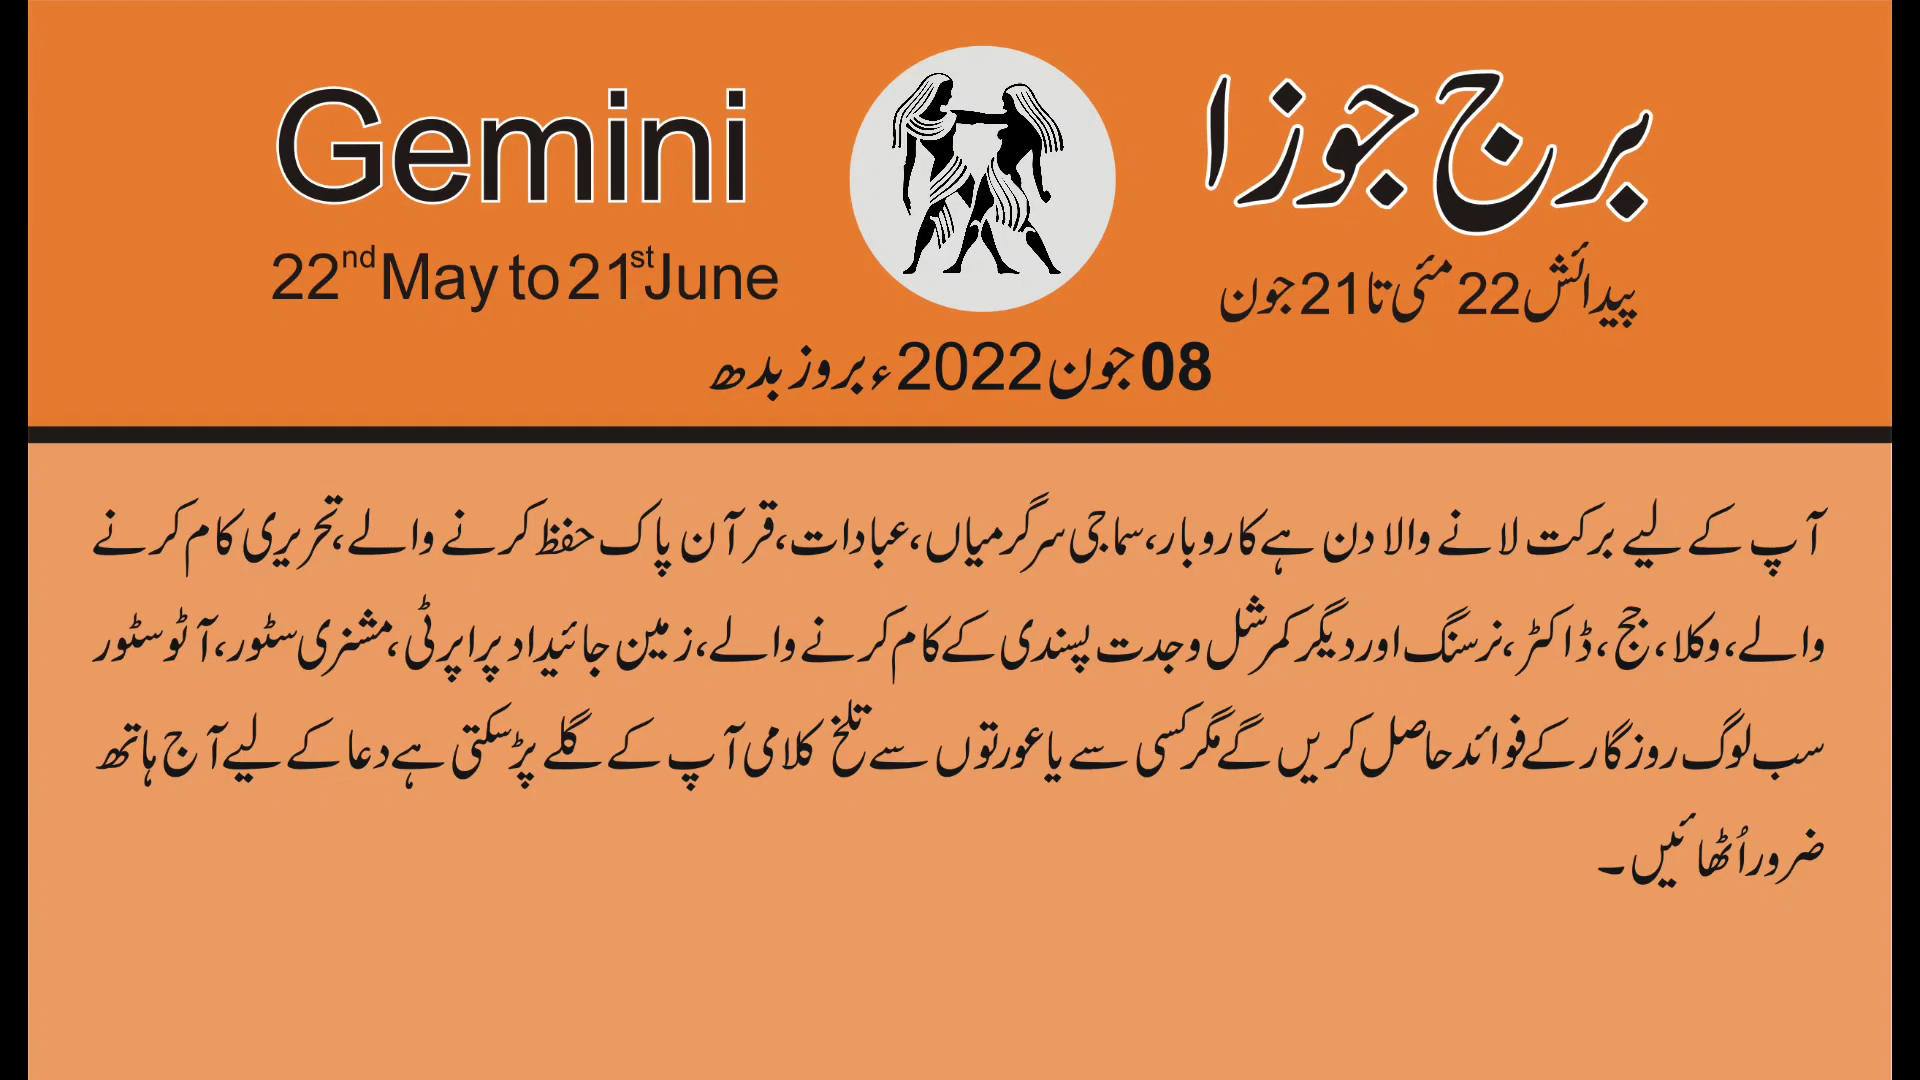 Gemini
برج جوزا
22nd May to 21st June
پیدائش 22 مئی تا 21 جون
08 جون 2022ء بروز بدھ
آپ کے لیے برکت لانے والا دن ہے کاروبار، سماجی سرگرمیاں، عبادات، قرآن پاک حفظ کرنے والے، تحریری کام کرنے
والے، وکلا، جج، ڈاکٹر، نرسنگ اور دیگر کمرشل وجدت پسندی کے کام کرنے والے، زمین جائیداد پراپرٹی، مشنری سٹور، آٹو سٹور
سب لوگ روزگار کے فوائد حاصل کریں گے مگر کسی سے یا عورتوں سے تلخ کلامی آپ کے گلے پڑ سکتی ہے دعا کے لیے آج ہاتھ
ضرور اُٹھائیں۔